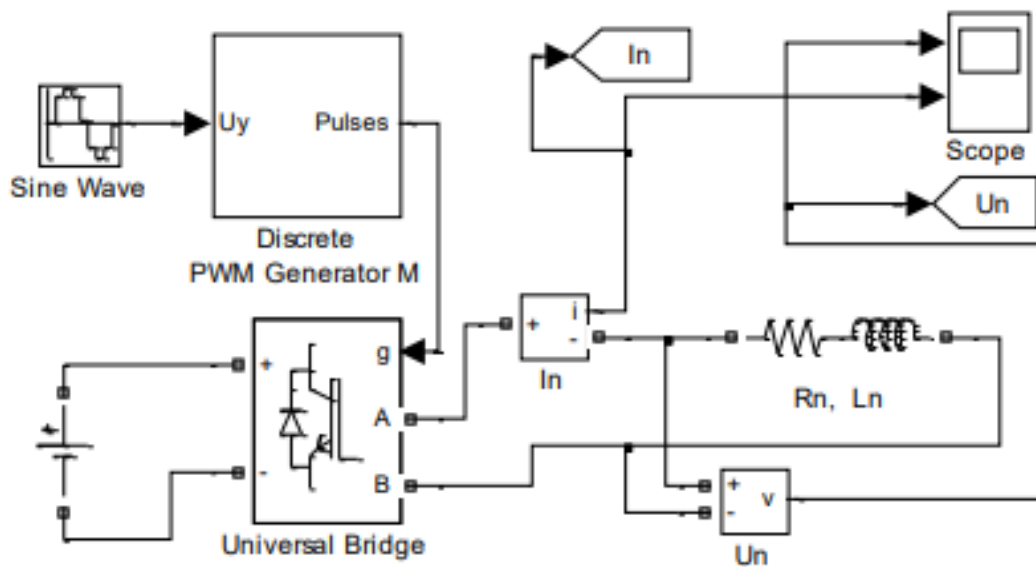 In
Uy
Pulses
Sine Wave
Scope
Un
Discrete
PWM Generator M
+
i
-
In
g
+
A
-
B
Rn, Ln
+
-
v
Universal Bridge
Un
+